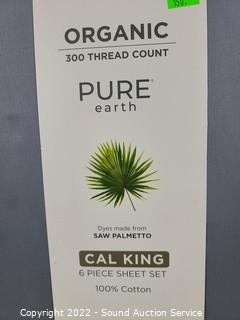 ORGANIC
300 THREAD COUNT
PURE
earth
Dyes made from
SAW PALMETTO
CAL KING
6 PIECE SHEET SET
100% Cotton
Copyright © 2022 - Sound Auction Service